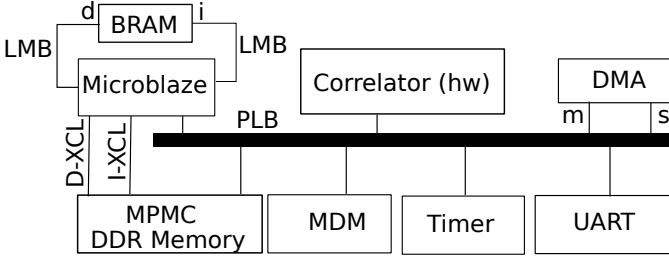 d
BRAM
i
LMB
LMB
Microblaze
Correlator (hw)
DMA
m
s
PLB
D-XCL
I-XCL
MPMC
DDR Memory
MDM
Timer
UART